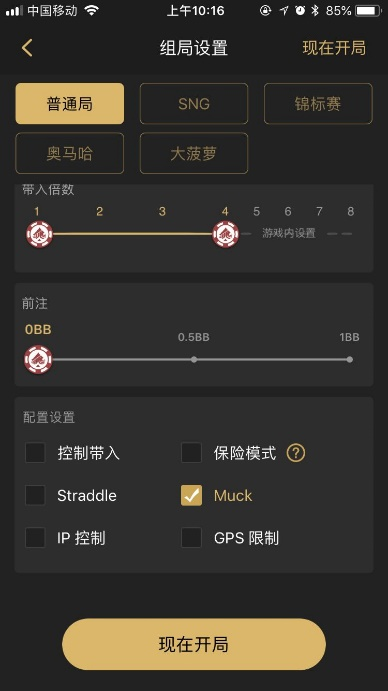 中国移动 上午10:16 85%
组局设置 现在开局
普通局 SNG 锦标赛
奥马哈 大菠萝
带入倍数
1 2 3 4 5 6 7 8
游戏内设置
前注
0BB 0.5BB 1BB
配置设置
控制带入 保险模式 ?
Straddle Muck
IP 控制 GPS 限制
现在开局